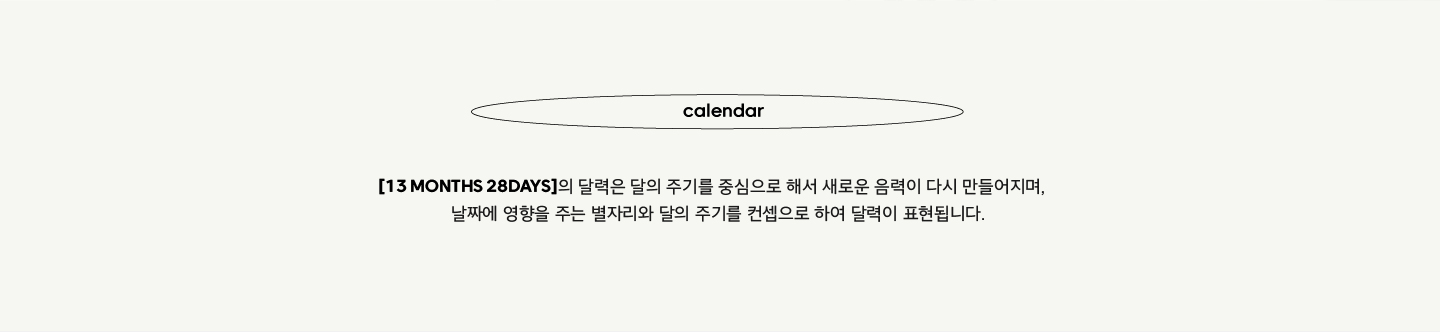 calendar
[13 MONTHS 28DAYS]의 달력은 달의 주기를 중심으로 해서 새로운 음력이 다시 만들어지며,
날짜에 영향을 주는 별자리와 달의 주기를 컨셉으로 하여 달력이 표현됩니다.